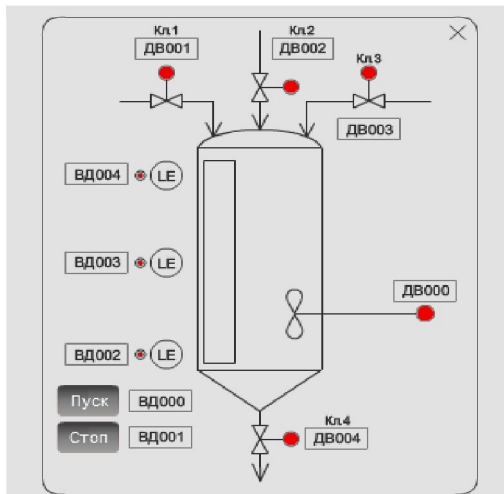 Кл.1
ДВ001
Кл.2
ДВ002
Кл.3
ДВ003
ВД004
LE
ВД003
LE
ДВ000
ВД002
LE
Пуск
ВД000
Стоп
ВД001
Кл.4
ДВ004